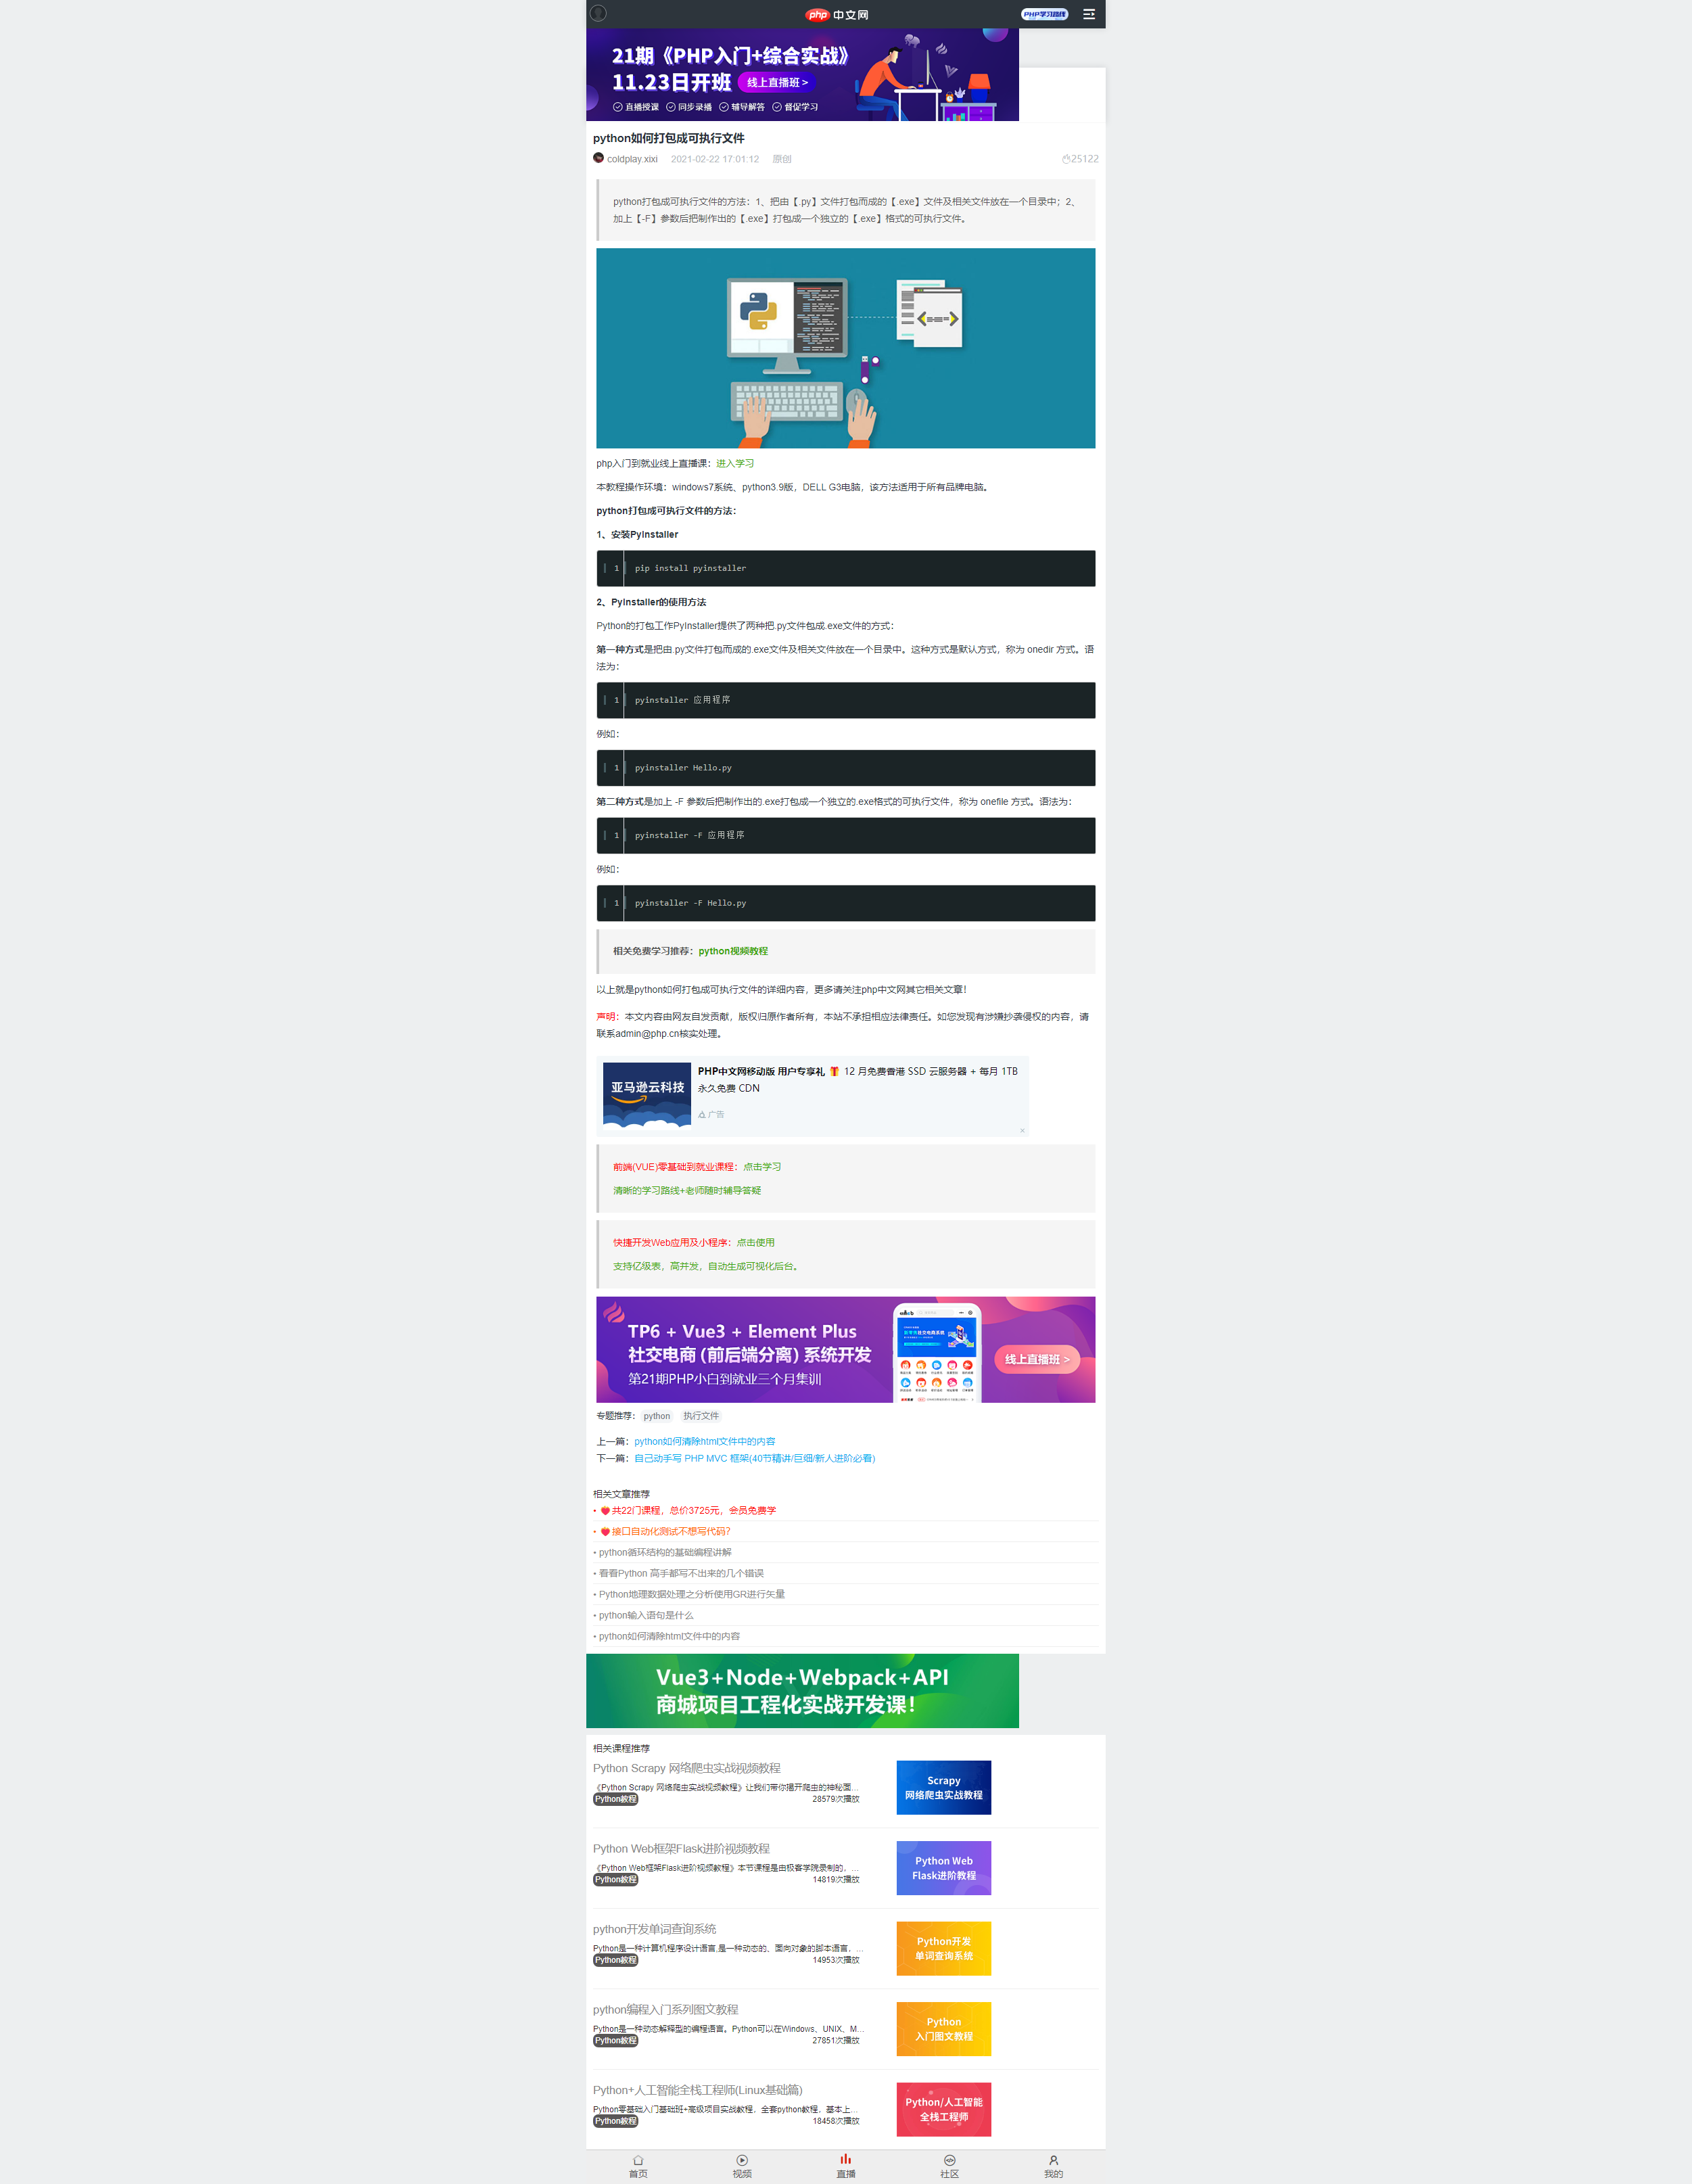 php 中文网
PHP学习路线
21期《PHP入门+综合实战》
11.23日开班 线上直播班 >
直播授课 同步录播 辅导解答 督促学习
python如何打包成可执行文件
coldplay.xixi 2021-02-22 17:01:12 原创 25122
python打包成可执行文件的方法：1、把由【.py】文件打包而成的【.exe】文件及相关文件放在一个目录中；2、
加上【-F】参数后把制作出的【.exe】打包成一个独立的【.exe】格式的可执行文件。
php入门到就业线上直播课：进入学习
本教程操作环境：windows7系统、python3.9版，DELL G3电脑，该方法适用于所有品牌电脑。
python打包成可执行文件的方法：
1、安装PyInstaller
1 pip install pyinstaller
2、PyInstaller的使用方法
Python的打包工作PyInstaller提供了两种把.py文件包成.exe文件的方式：
第一种方式是把由.py文件打包而成的.exe文件及相关文件放在一个目录中。这种方式是默认方式，称为 onedir 方式。语
法为：
1 pyinstaller 应用程序
例如：
1 pyinstaller Hello.py
第二种方式是加上 -F 参数后把制作出的.exe打包成一个独立的.exe格式的可执行文件，称为 onefile 方式。语法为：
1 pyinstaller -F 应用程序
例如：
1 pyinstaller -F Hello.py
相关免费学习推荐：python视频教程
以上就是python如何打包成可执行文件的详细内容，更多请关注php中文网其它相关文章！
声明：本文内容由网友自发贡献，版权归原作者所有，本站不承担相应法律责任。如您发现有涉嫌抄袭侵权的内容，请
联系admin@php.cn核实处理。
亚马逊云科技
PHP中文网移动版 用户专享礼 🎁 12 月免费香港 SSD 云服务器 + 每月 1TB
永久免费 CDN
广告
前端(VUE)零基础到就业课程：点击学习
清晰的学习路线+老师随时辅导答疑
快捷开发Web应用及小程序：点击使用
支持亿级表，高并发，自动生成可视化后台。
TP6 + Vue3 + Element Plus
社交电商 (前后端分离) 系统开发
第21期PHP小白到就业三个月集训
线上直播班 >
专题推荐： python 执行文件
上一篇：python如何清除html文件中的内容
下一篇：自己动手写 PHP MVC 框架(40节精讲/巨细/新人进阶必看)
相关文章推荐
• 共22门课程，总价3725元，会员免费学
• 接口自动化测试不想写代码？
• python循环结构的基础编程讲解
• 看看Python 高手都写不出来的几个错误
• Python地理数据处理之分析使用GR进行矢量
• python输入语句是什么
• python如何清除html文件中的内容
Vue3+Node+Webpack+API
商城项目工程化实战开发课!
相关课程推荐
Python Scrapy 网络爬虫实战视频教程
《Python Scrapy 网络爬虫实战视频教程》让我们带你揭开爬虫的神秘面...
Python教程 28579次播放
Scrapy
网络爬虫实战教程
Python Web框架Flask进阶视频教程
《Python Web框架Flask进阶视频教程》本节课程是由极客学院录制的，...
Python教程 14819次播放
Python Web
Flask进阶教程
python开发单词查询系统
Python是一种计算机程序设计语言,是一种动态的、面向对象的脚本语言，...
Python教程 14953次播放
Python开发
单词查询系统
python编程入门系列图文教程
Python是一种动态解释型的编程语言。Python可以在Windows、UNIX、M...
Python教程 27851次播放
Python
入门图文教程
Python+人工智能全栈工程师(Linux基础篇)
Python零基础入门基础班+高级项目实战教程，全套python教程，基本上...
Python教程 18458次播放
Python/人工智能
全栈工程师
首页 视频 直播 社区 我的